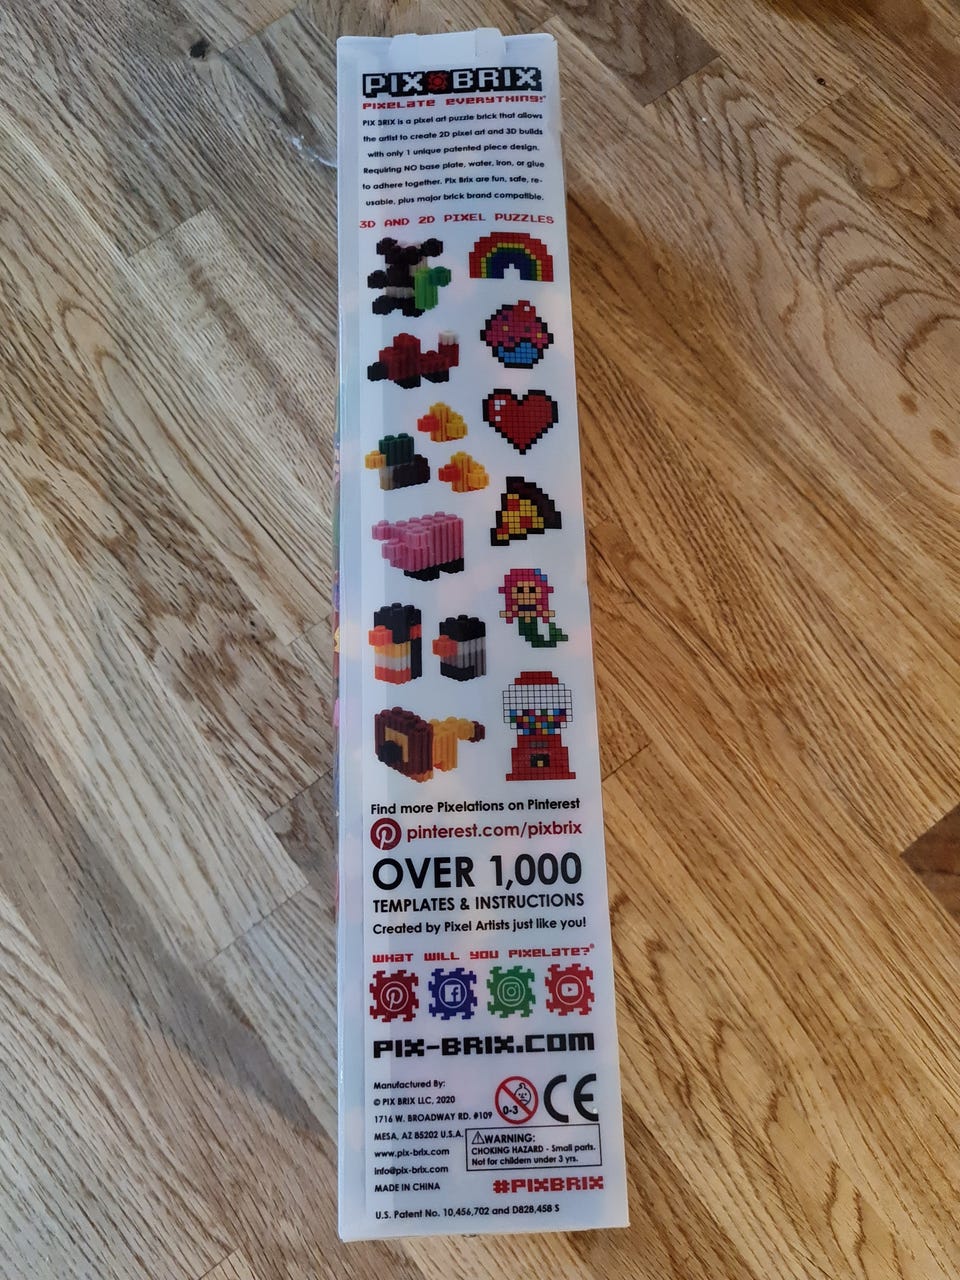 PIX BRIX
PIXELATE EVERYTHING!
PIX 3RIX is a pixel art puzzle brick that allows
the artist to create 2D pixel art and 3D builds
with only 1 unique patented piece design.
Requiring NO base plate, water, iron, or glue
to adhere together. Pix Brix are fun, safe, re-
usable, plus major brick brand compatible.
3D AND 2D PIXEL PUZZLES
Find more Pixelations on Pinterest
pinterest.com/pixbrix
OVER 1,000
TEMPLATES & INSTRUCTIONS
Created by Pixel Artists just like you!
WHAT WILL YOU PIXELATE?®
PIX-BRIX.COM
Manufactured By:
© PIX BRIX LLC, 2020
1716 W. BROADWAY RD. #109
MESA, AZ 85202 U.S.A.
www.pix-brix.com
info@pix-brix.com
MADE IN CHINA
0-3
CE
⚠WARNING:
CHOKING HAZARD - Small parts.
Not for childern under 3 yrs.
#PIXBRIX
U.S. Patent No. 10,456,702 and D828,458 S